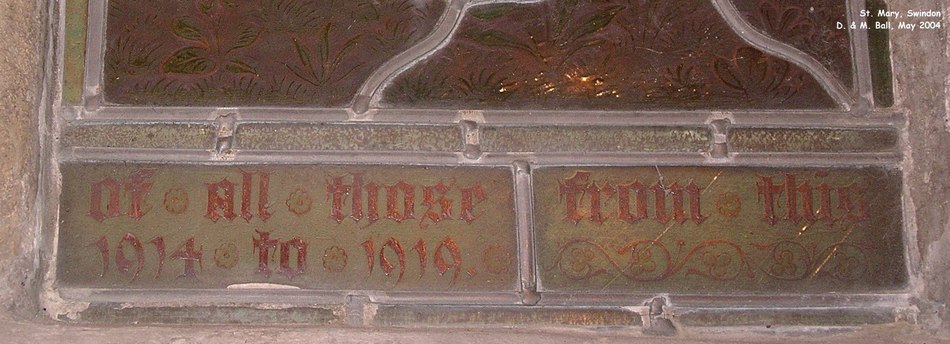 St. Mary, Swindon
D. & M. Ball, May 2004
of all those from this
1914 to 1919.